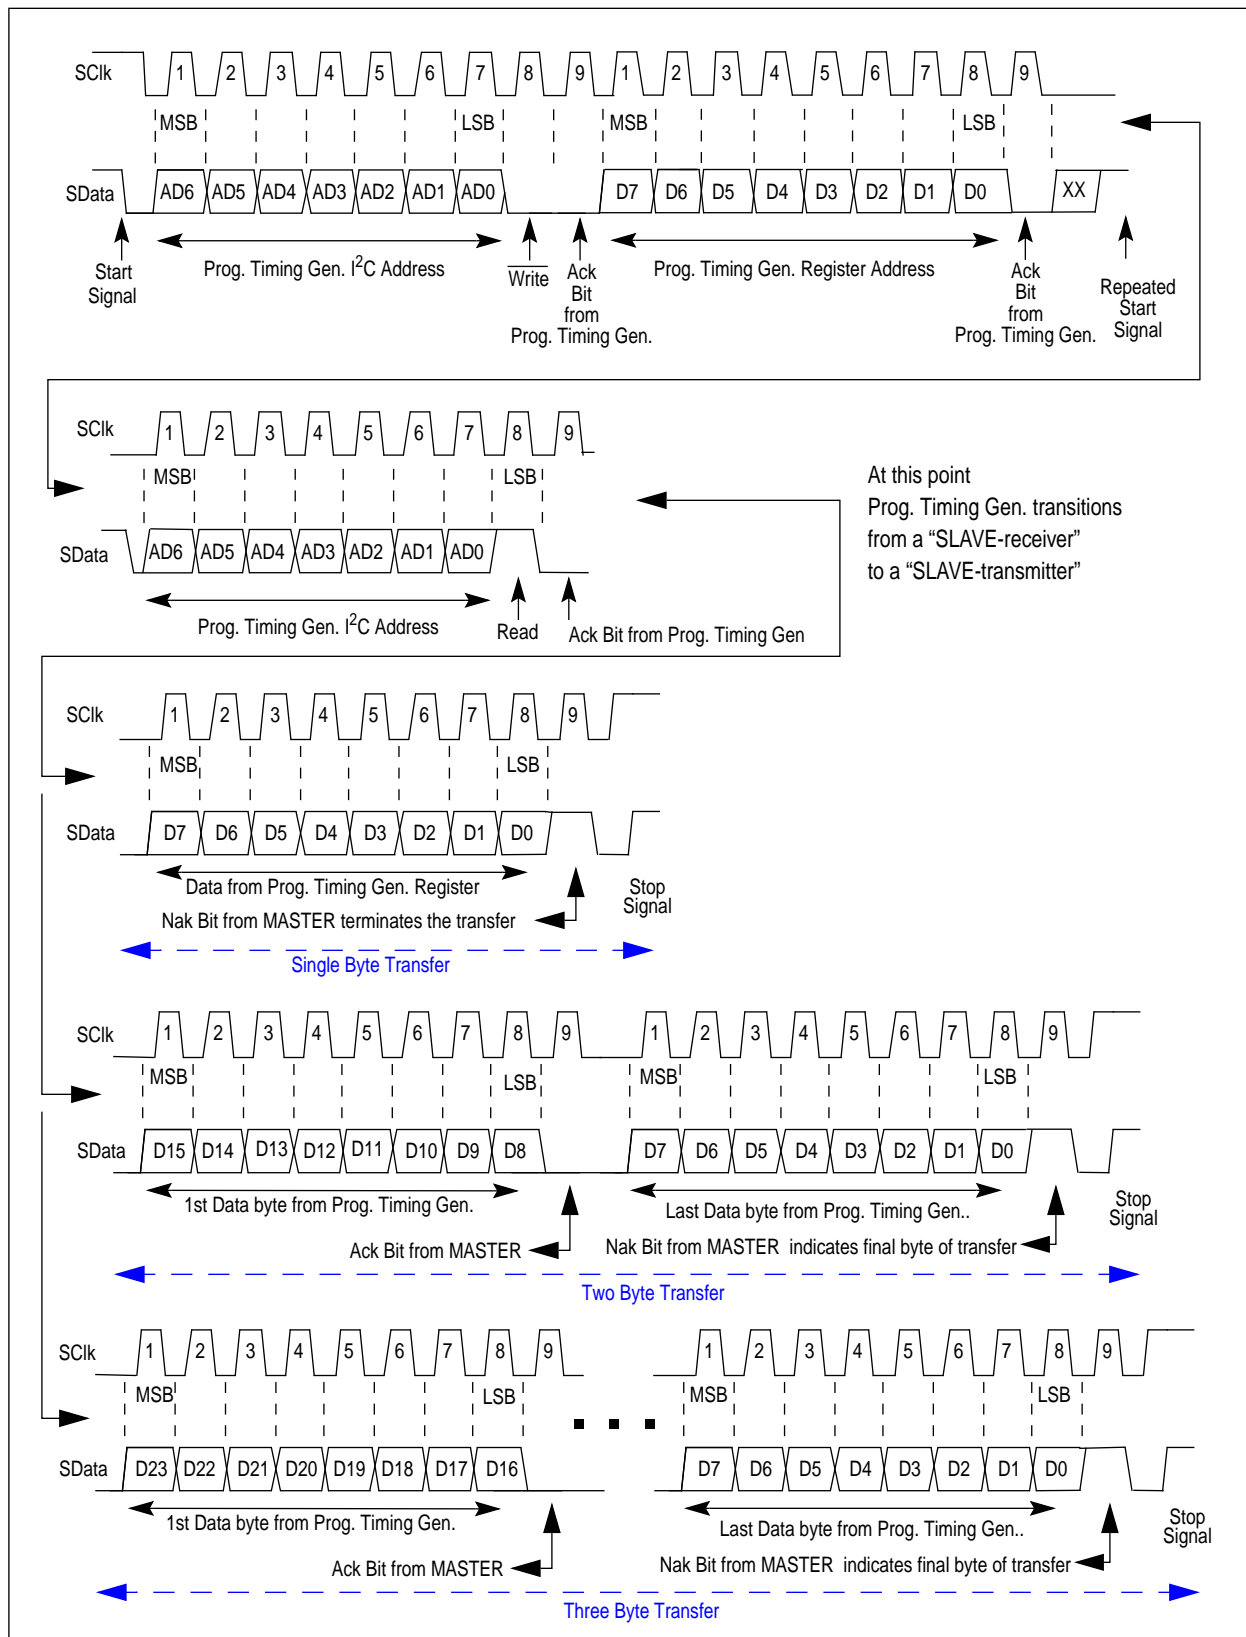 SClk 1 2 3 4 5 6 7 8 9 1 2 3 4 5 6 7 8 9
MSB LSB MSB LSB
SData AD6 AD5 AD4 AD3 AD2 AD1 AD0 D7 D6 D5 D4 D3 D2 D1 D0 XX
Start
Signal
Prog. Timing Gen. I²C Address
Write
Ack
Bit
from
Prog. Timing Gen.
Prog. Timing Gen. Register Address
Ack
Bit
from
Prog. Timing Gen.
Repeated
Start
Signal
SClk 1 2 3 4 5 6 7 8 9
MSB LSB
SData AD6 AD5 AD4 AD3 AD2 AD1 AD0
Prog. Timing Gen. I²C Address
Read
Ack Bit from Prog. Timing Gen
At this point
Prog. Timing Gen. transitions
from a “SLAVE-receiver”
to a “SLAVE-transmitter”
SClk 1 2 3 4 5 6 7 8 9
MSB LSB
SData D7 D6 D5 D4 D3 D2 D1 D0
Data from Prog. Timing Gen. Register
Nak Bit from MASTER terminates the transfer
Stop
Signal
Single Byte Transfer
SClk 1 2 3 4 5 6 7 8 9 1 2 3 4 5 6 7 8 9
MSB LSB MSB LSB
SData D15 D14 D13 D12 D11 D10 D9 D8 D7 D6 D5 D4 D3 D2 D1 D0
1st Data byte from Prog. Timing Gen.
Last Data byte from Prog. Timing Gen..
Stop
Signal
Ack Bit from MASTER
Nak Bit from MASTER indicates final byte of transfer
Two Byte Transfer
SClk 1 2 3 4 5 6 7 8 9 1 2 3 4 5 6 7 8 9
MSB LSB MSB LSB
. . .
SData D23 D22 D21 D20 D19 D18 D17 D16 D7 D6 D5 D4 D3 D2 D1 D0
1st Data byte from Prog. Timing Gen.
Last Data byte from Prog. Timing Gen..
Stop
Signal
Ack Bit from MASTER
Nak Bit from MASTER indicates final byte of transfer
Three Byte Transfer